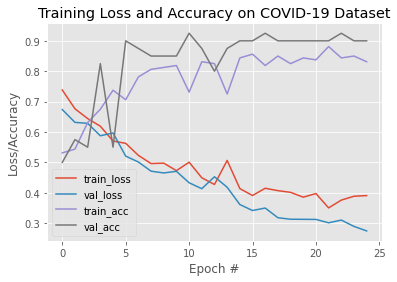 Training Loss and Accuracy on COVID-19 Dataset
Loss/Accuracy
0.9
0.8
0.7
0.6
0.5
0.4
0.3
train_loss
val_loss
train_acc
val_acc
0 5 10 15 20 25
Epoch #